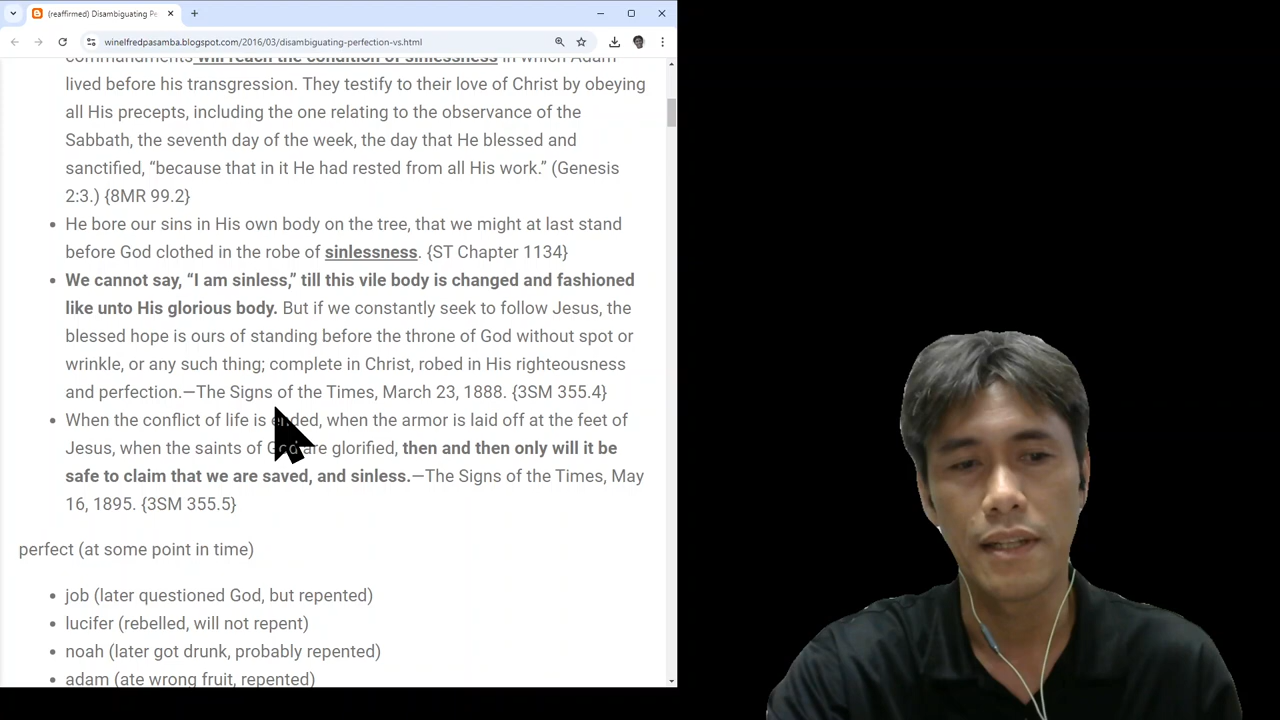 (reaffirmed) Disambiguating Pe
winelfredpasamba.blogspot.com/2016/03/disambiguating-perfection-vs.html
commandments will reach the condition of sinlessness in which Adam
lived before his transgression. They testify to their love of Christ by obeying
all His precepts, including the one relating to the observance of the
Sabbath, the seventh day of the week, the day that He blessed and
sanctified, “because that in it He had rested from all His work.” (Genesis
2:3.) {8MR 99.2}
• He bore our sins in His own body on the tree, that we might at last stand
before God clothed in the robe of sinlessness. {ST Chapter 1134}
• We cannot say, “I am sinless,” till this vile body is changed and fashioned
like unto His glorious body. But if we constantly seek to follow Jesus, the
blessed hope is ours of standing before the throne of God without spot or
wrinkle, or any such thing; complete in Christ, robed in His righteousness
and perfection.—The Signs of the Times, March 23, 1888. {3SM 355.4}
• When the conflict of life is ended, when the armor is laid off at the feet of
Jesus, when the saints of God are glorified, then and then only will it be
safe to claim that we are saved, and sinless.—The Signs of the Times, May
16, 1895. {3SM 355.5}
perfect (at some point in time)
• job (later questioned God, but repented)
• lucifer (rebelled, will not repent)
• noah (later got drunk, probably repented)
• adam (ate wrong fruit, repented)